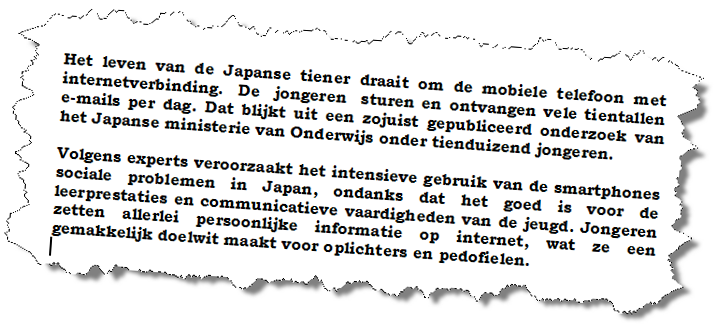 Het leven van de Japanse tiener draait om de mobiele telefoon met
internetverbinding. De jongeren sturen en ontvangen vele tientallen
e-mails per dag. Dat blijkt uit een zojuist gepubliceerd onderzoek van
het Japanse ministerie van Onderwijs onder tienduizend jongeren.
Volgens experts veroorzaakt het intensieve gebruik van de smartphones
sociale problemen in Japan, ondanks dat het goed is voor de
leerprestaties en communicatieve vaardigheden van de jeugd. Jongeren
zetten allerlei persoonlijke informatie op internet, wat ze een
gemakkelijk doelwit maakt voor oplichters en pedofielen.